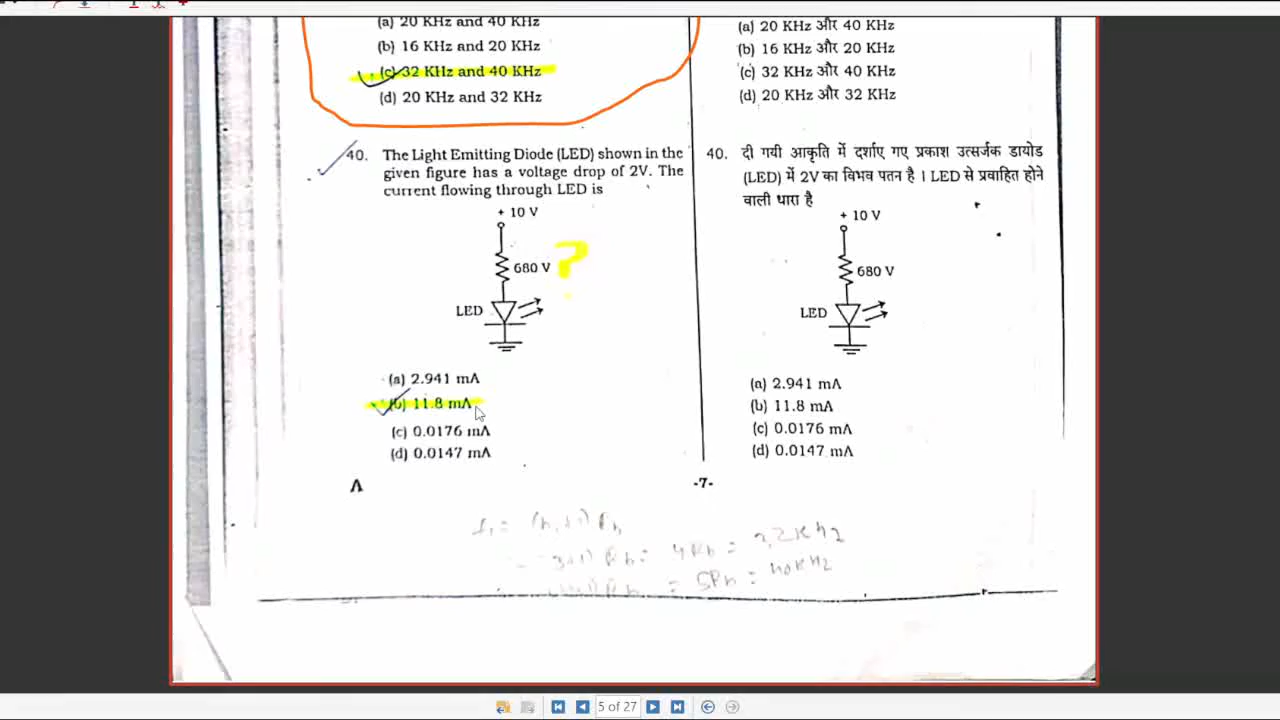 (a) 20 KHz and 40 KHz
(b) 16 KHz and 20 KHz
(c) 32 KHz and 40 KHz
(d) 20 KHz and 32 KHz
40. The Light Emitting Diode (LED) shown in the
given figure has a voltage drop of 2V. The
current flowing through LED is
+ 10 V
680 V
?
LED
(a) 2.941 mA
(b) 11.8 mA
(c) 0.0176 mA
(d) 0.0147 mA
A
(a) 20 KHz और 40 KHz
(b) 16 KHz और 20 KHz
(c) 32 KHz और 40 KHz
(d) 20 KHz और 32 KHz
40. दी गयी आकृति में दर्शाए गए प्रकाश उत्सर्जक डायोड
(LED) में 2V का विभव पतन है । LED से प्रवाहित होने
वाली धारा है
+ 10 V
680 V
LED
(a) 2.941 mA
(b) 11.8 mA
(c) 0.0176 mA
(d) 0.0147 mA
-7-
5 of 27